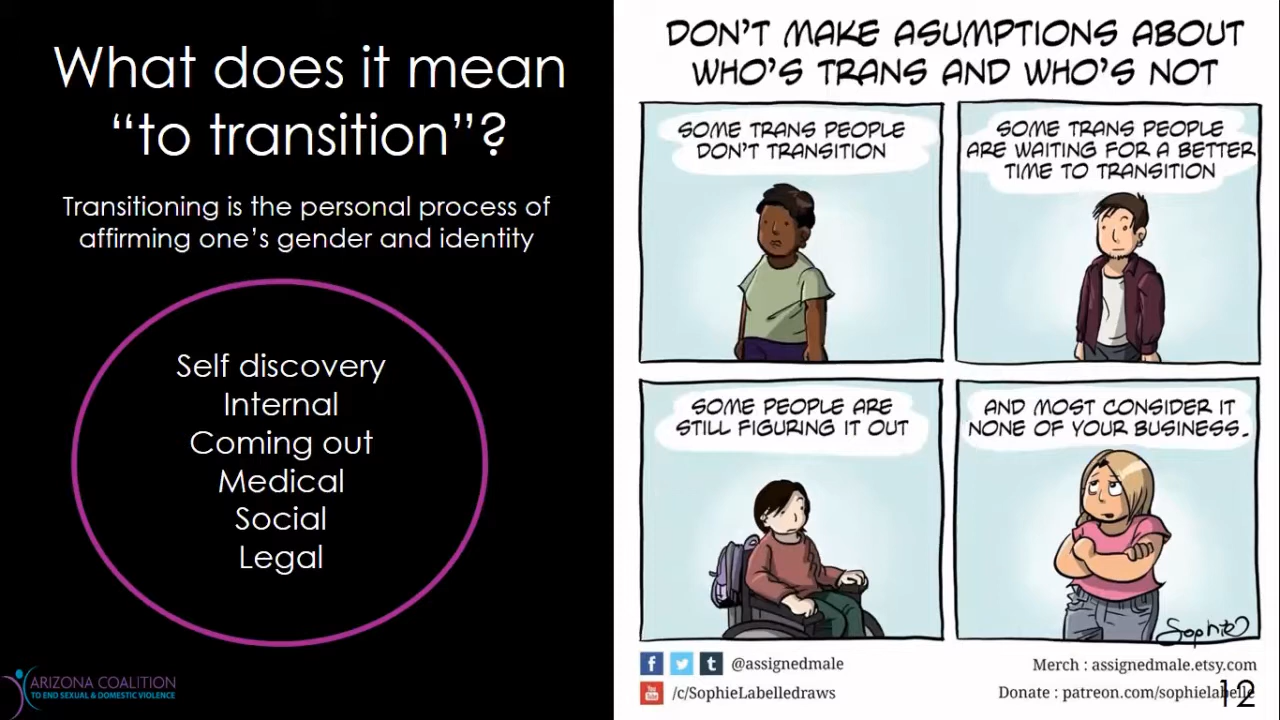 What does it mean
“to transition”?
Transitioning is the personal process of
affirming one’s gender and identity
Self discovery
Internal
Coming out
Medical
Social
Legal
ARIZONA COALITION
TO END SEXUAL & DOMESTIC VIOLENCE
DON'T MAKE ASUMPTIONS ABOUT
WHO'S TRANS AND WHO'S NOT
SOME TRANS PEOPLE
DON'T TRANSITION
SOME TRANS PEOPLE
ARE WAITING FOR A BETTER
TIME TO TRANSITION
SOME PEOPLE ARE
STILL FIGURING IT OUT
AND MOST CONSIDER IT
NONE OF YOUR BUSINESS.
Sophie
f t @assignedmale
Merch : assignedmale.etsy.com
You Tube /c/SophieLabelledraws
Donate : patreon.com/sophielabelle
12